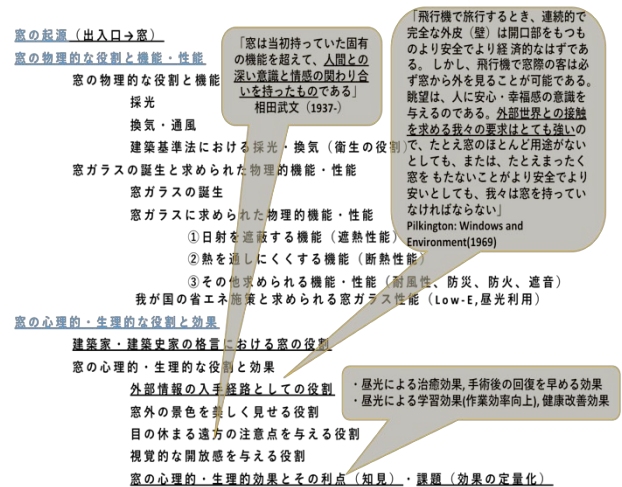 窓の起源（出入口→窓）
窓の物理的な役割と機能・性能
窓の物理的な役割と機能
採光
換気・通風
建築基準法における採光・換気（衛生の役割）
窓ガラスの誕生と求められた物理的機能・性能
窓ガラスの誕生
窓ガラスに求められた物理的機能・性能
①日射を遮蔽する機能（遮熱性能）
②熱を通しにくくする機能（断熱性能）
③その他求められる機能・性能（耐風性、防災、防火、遮音）
我が国の省エネ施策と求められる窓ガラス性能（Low-E,昼光利用）
窓の心理的・生理的な役割と効果
建築家・建築史家の格言における窓の役割
窓の心理的・生理的な役割と効果
外部情報の入手経路としての役割
窓外の景色を美しく見せる役割
目の休まる遠方の注意点を与える役割
視覚的な開放感を与える役割
窓の心理的・生理的効果とその利点（知見）・課題（効果の定量化）
「窓は当初持っていた固有
の機能を超えて、人間との
深い意識と情感の関わり合
いを持ったものである」
相田武文（1937-）
「飛行機で旅行するとき、連続的で
完全な外皮（壁）は開口部をもつも
のより安全でより経 済的なはずであ
る。 しかし、飛行機で窓際の客は必
ず窓から外を見ることが可能である。
眺望は、人に安心・幸福感の意識を
与えるのである。外部世界との接触
を求める我々の要求はとても強いの
で、たとえ窓のほとんど用途がない
としても、または、たとえまったく
窓を もたないことがより安全でより
安いとしても、我々は窓を持ってい
なければならない」
Pilkington: Windows and
Environment(1969)
・昼光による治癒効果, 手術後の回復を早める効果
・昼光による学習効果(作業効率向上), 健康改善効果